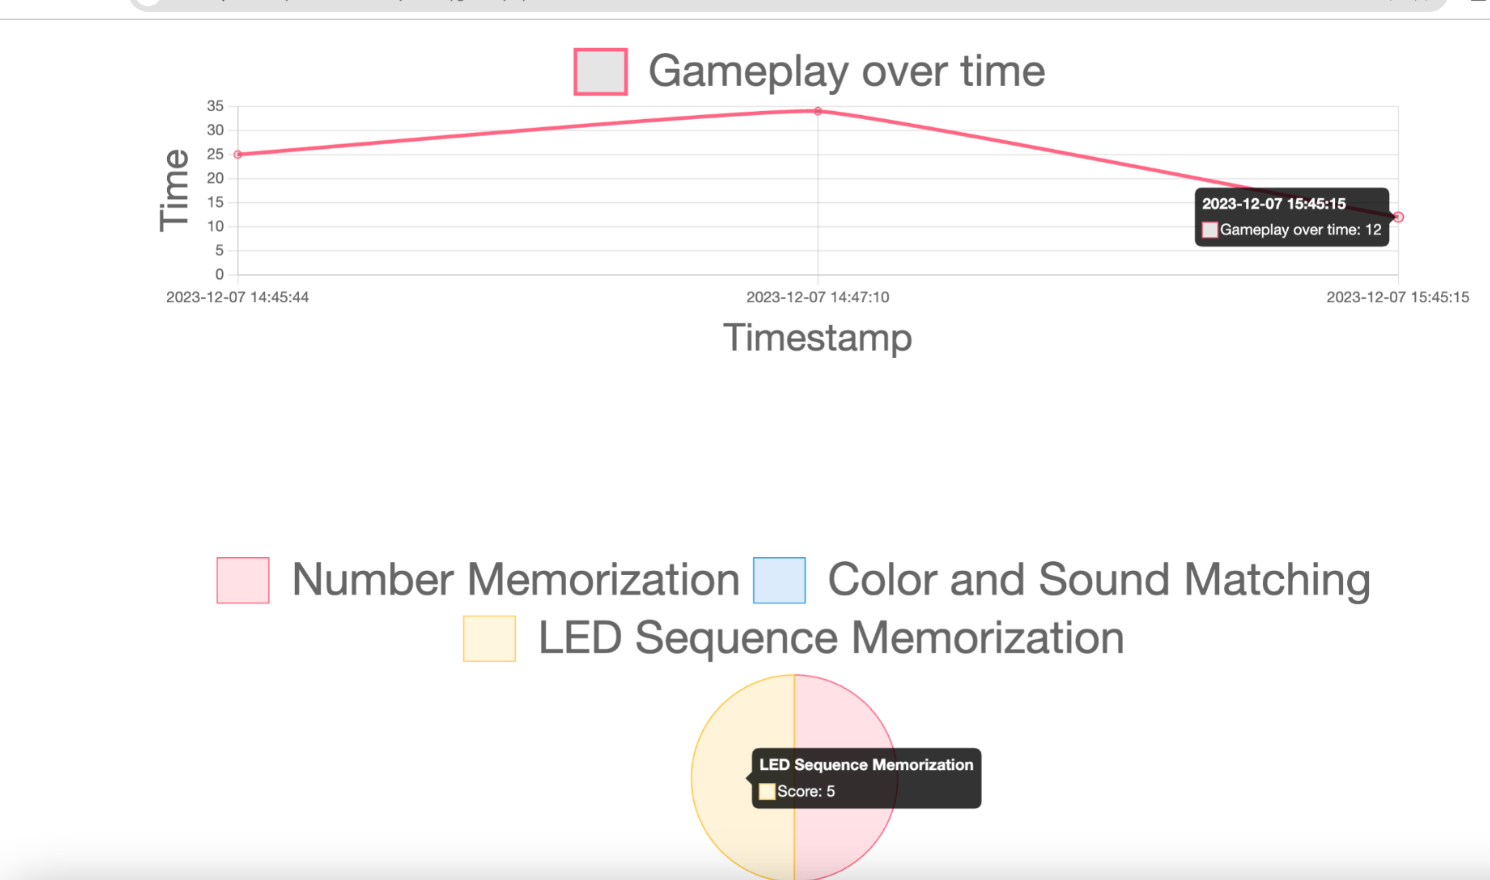 Gameplay over time
35
30
25
20
15
10
5
0
Time
2023-12-07 15:45:15
Gameplay over time: 12
2023-12-07 14:45:44
2023-12-07 14:47:10
2023-12-07 15:45:15
Timestamp
Number Memorization
Color and Sound Matching
LED Sequence Memorization
LED Sequence Memorization
Score: 5